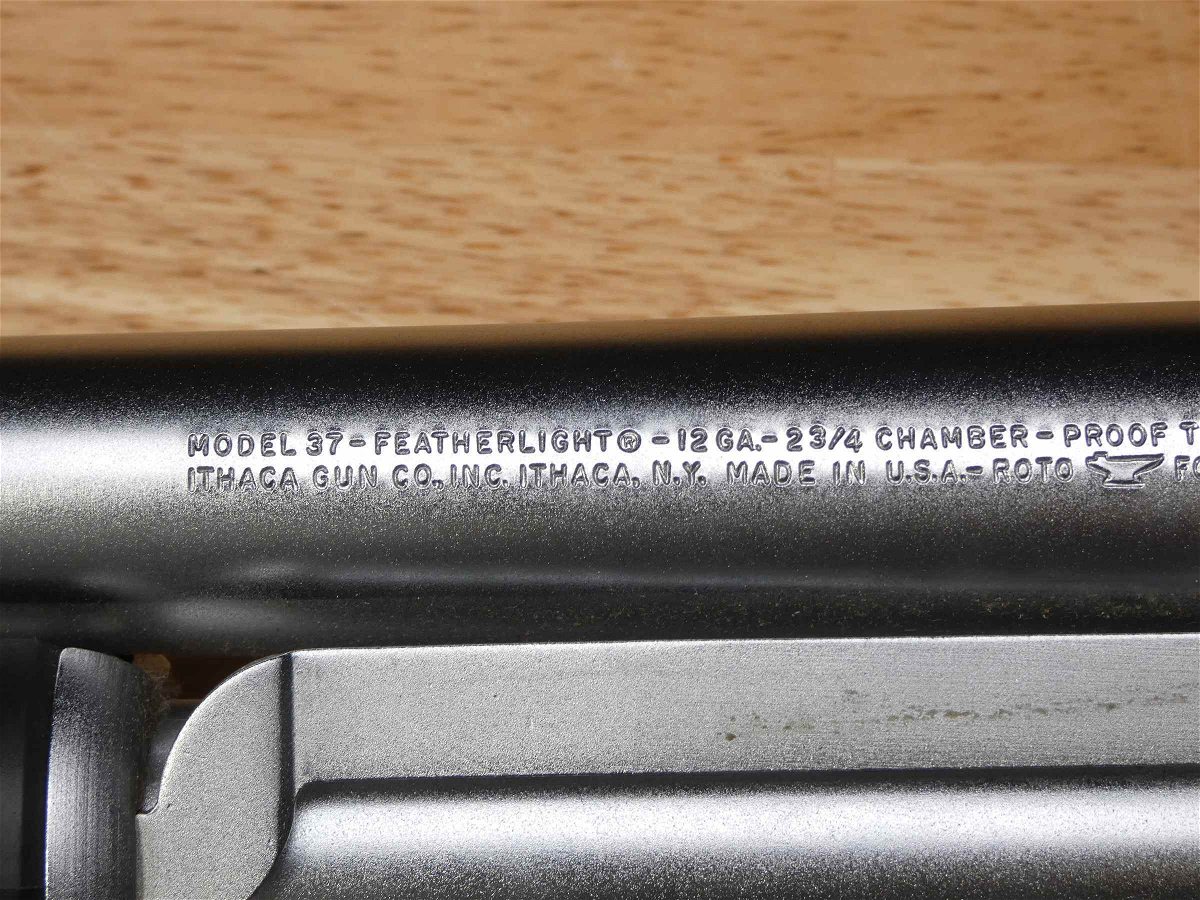 MODEL 37-FEATHERLIGHT® -12 GA.- 2 3/4 CHAMBER-PROOF
ITHACA GUN CO., INC. ITHACA, N.Y. MADE IN U.S.A.- ROTO